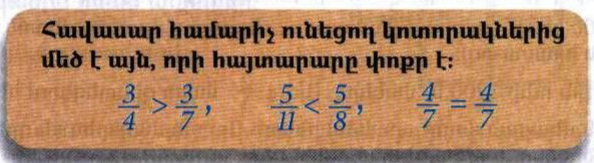 Հավասար համարիչ ունեցող կոտորակներից
մեծ է այն, որի հայտարարը փոքր է:
3/4 > 3/7, 5/11 < 5/8, 4/7 = 4/7